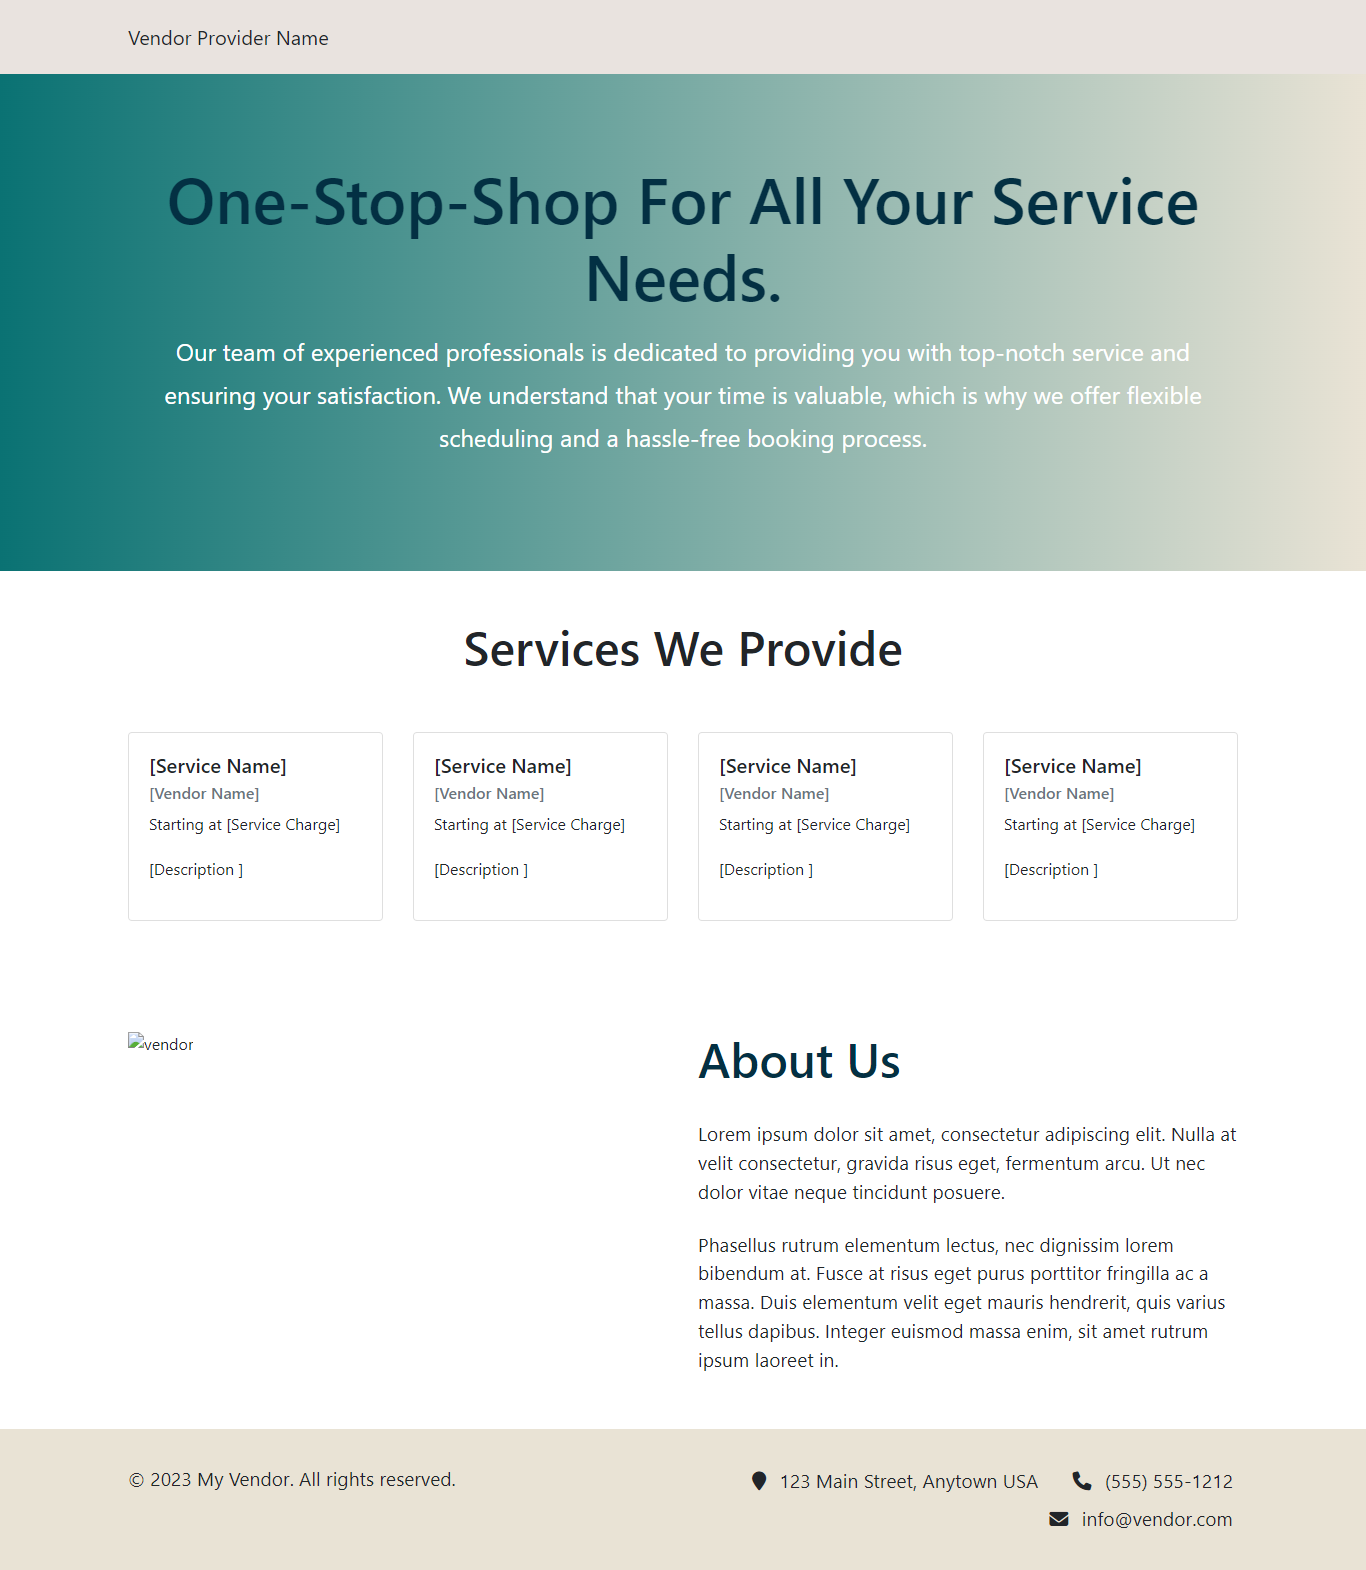 Vendor Provider Name
One-Stop-Shop For All Your Service
Needs.
Our team of experienced professionals is dedicated to providing you with top-notch service and
ensuring your satisfaction. We understand that your time is valuable, which is why we offer flexible
scheduling and a hassle-free booking process.
Services We Provide
[Service Name]
[Vendor Name]
Starting at [Service Charge]
[Description ]
[Service Name]
[Vendor Name]
Starting at [Service Charge]
[Description ]
[Service Name]
[Vendor Name]
Starting at [Service Charge]
[Description ]
[Service Name]
[Vendor Name]
Starting at [Service Charge]
[Description ]
vendor
About Us
Lorem ipsum dolor sit amet, consectetur adipiscing elit. Nulla at
velit consectetur, gravida risus eget, fermentum arcu. Ut nec
dolor vitae neque tincidunt posuere.
Phasellus rutrum elementum lectus, nec dignissim lorem
bibendum at. Fusce at risus eget purus porttitor fringilla ac a
massa. Duis elementum velit eget mauris hendrerit, quis varius
tellus dapibus. Integer euismod massa enim, sit amet rutrum
ipsum laoreet in.
© 2023 My Vendor. All rights reserved.
123 Main Street, Anytown USA
(555) 555-1212
info@vendor.com